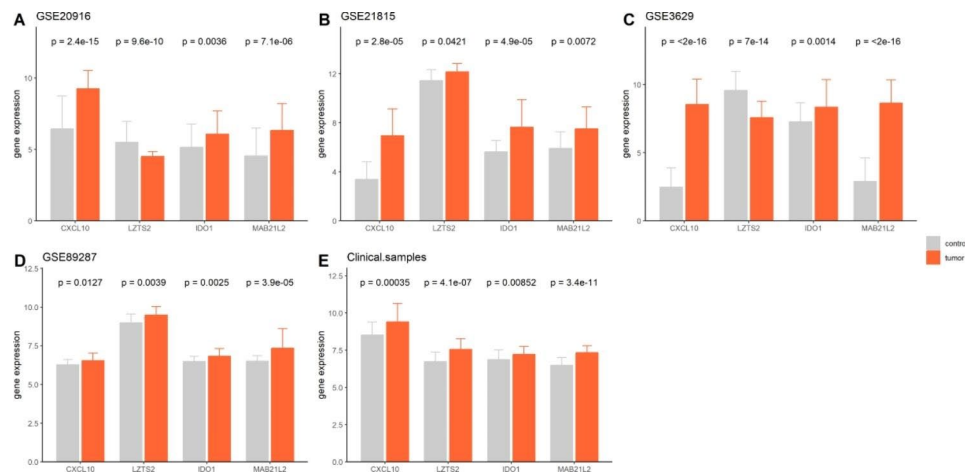 A GSE20916
p = 2.4e-15 p = 9.6e-10 p = 0.0036 p = 7.1e-06
gene expression
10
5
0
CXCL10 LZTS2 IDO1 MAB21L2
B GSE21815
p = 2.8e-05 p = 0.0421 p = 4.9e-05 p = 0.0072
gene expression
12
8
4
0
CXCL10 LZTS2 IDO1 MAB21L2
C GSE3629
p = <2e-16 p = 7e-14 p = 0.0014 p = <2e-16
gene expression
10
5
0
CXCL10 LZTS2 IDO1 MAB21L2
control
tumor
D GSE89287
12.5
p = 0.0127 p = 0.0039 p = 0.0025 p = 3.9e-05
gene expression
10.0
7.5
5.0
2.5
0.0
CXCL10 LZTS2 IDO1 MAB21L2
E Clinical.samples
12.5
p = 0.00035 p = 4.1e-07 p = 0.00852 p = 3.4e-11
gene expression
10.0
7.5
5.0
2.5
0.0
CXCL10 LZTS2 IDO1 MAB21L2